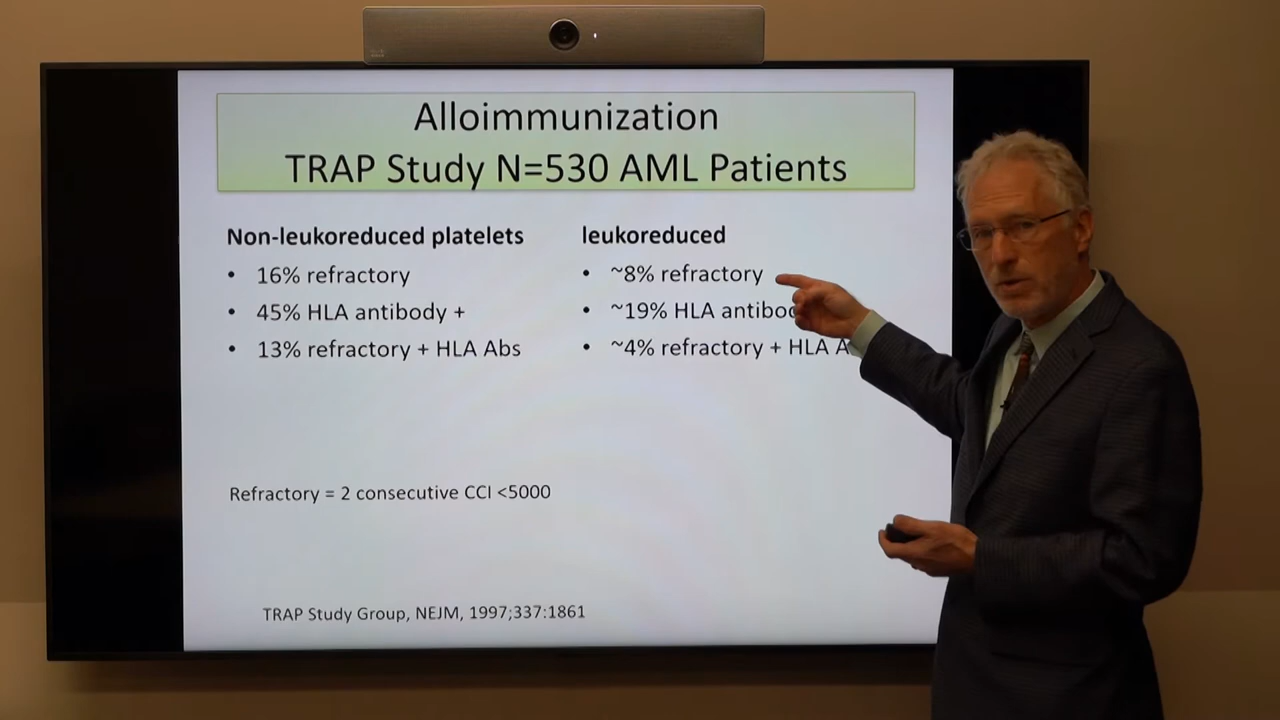 Alloimmunization
TRAP Study N=530 AML Patients
Non-leukoreduced platelets
• 16% refractory
• 45% HLA antibody +
• 13% refractory + HLA Abs
leukoreduced
• ~8% refractory
• ~19% HLA
• ~4% refractory + HLA
Refractory = 2 consecutive CCI <5000
TRAP Study Group, NEJM, 1997;337:1861